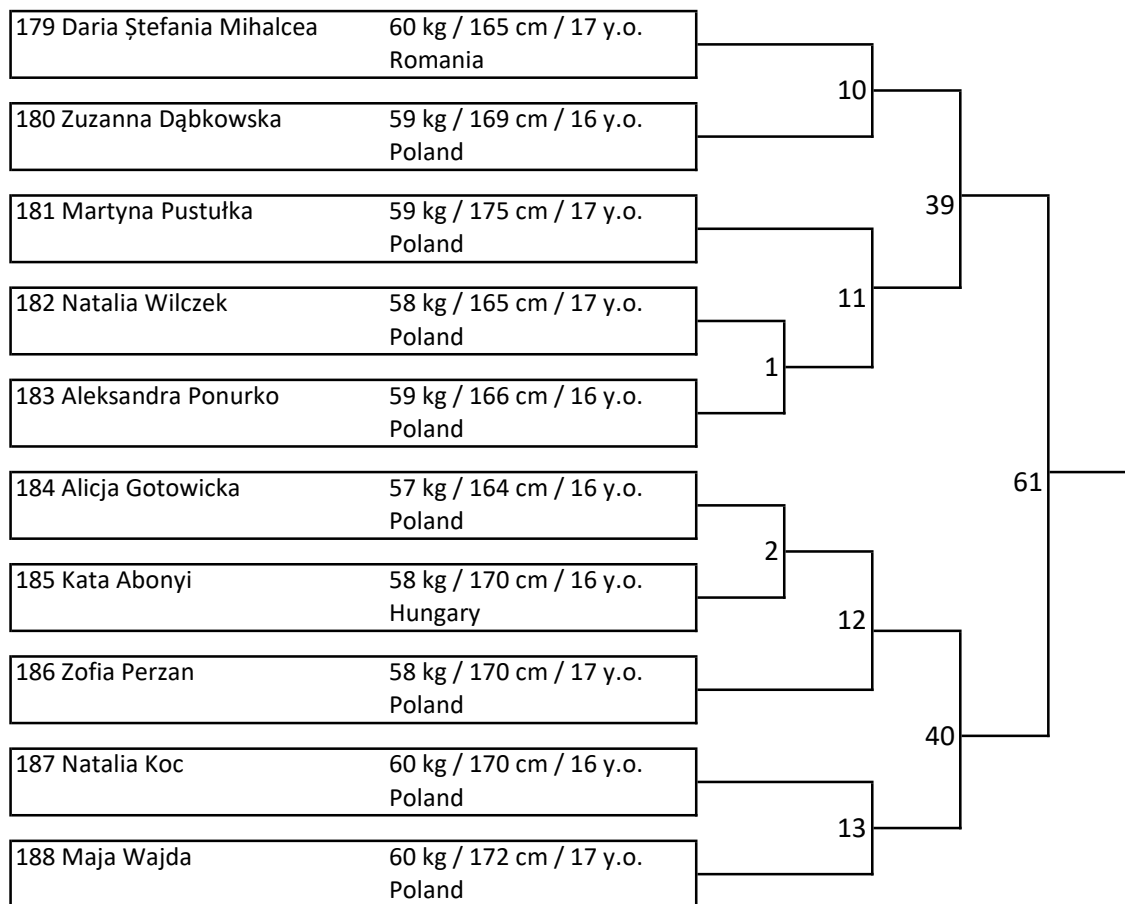 179 Daria Ștefania Mihalcea 60 kg / 165 cm / 17 y.o.
Romania
10
180 Zuzanna Dąbkowska 59 kg / 169 cm / 16 y.o.
Poland
181 Martyna Pustułka 59 kg / 175 cm / 17 y.o.
39
Poland
182 Natalia Wilczek 58 kg / 165 cm / 17 y.o.
11
Poland
1
183 Aleksandra Ponurko 59 kg / 166 cm / 16 y.o.
Poland
184 Alicja Gotowicka 57 kg / 164 cm / 16 y.o.
61
Poland
2
185 Kata Abonyi 58 kg / 170 cm / 16 y.o.
Hungary
12
186 Zofia Perzan 58 kg / 170 cm / 17 y.o.
Poland
40
187 Natalia Koc 60 kg / 170 cm / 16 y.o.
Poland
13
188 Maja Wajda 60 kg / 172 cm / 17 y.o.
Poland